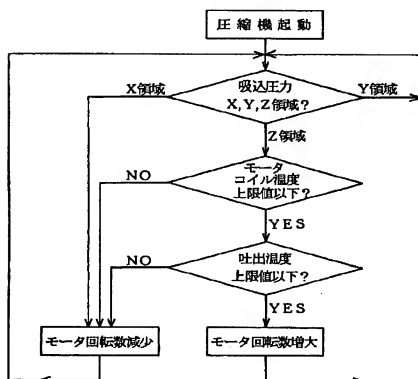 圧縮機起動
吸込圧力
X,Y,Z領域?
X領域
Y領域
Z領域
モータ
コイル温度
上限値以下?
NO
YES
吐出温度
上限値以下?
NO
YES
モータ回転数減少
モータ回転数増大